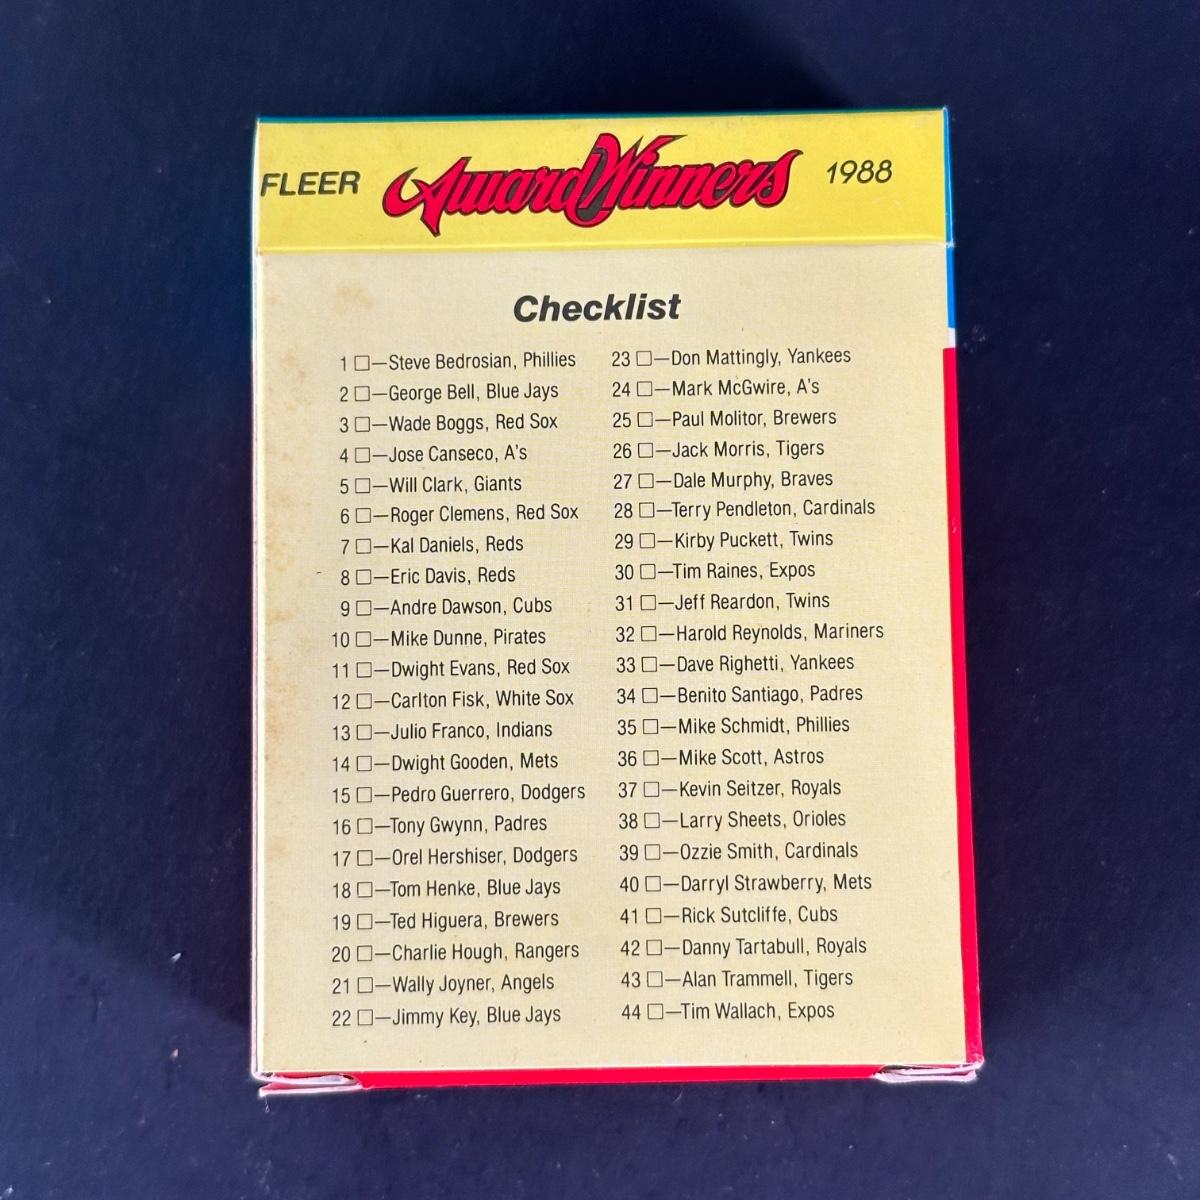 FLEER Award Winners 1988
Checklist
1 ☐—Steve Bedrosian, Phillies
2 ☐—George Bell, Blue Jays
3 ☐—Wade Boggs, Red Sox
4 ☐—Jose Canseco, A's
5 ☐—Will Clark, Giants
6 ☐—Roger Clemens, Red Sox
7 ☐—Kal Daniels, Reds
8 ☐—Eric Davis, Reds
9 ☐—Andre Dawson, Cubs
10 ☐—Mike Dunne, Pirates
11 ☐—Dwight Evans, Red Sox
12 ☐—Carlton Fisk, White Sox
13 ☐—Julio Franco, Indians
14 ☐—Dwight Gooden, Mets
15 ☐—Pedro Guerrero, Dodgers
16 ☐—Tony Gwynn, Padres
17 ☐—Orel Hershiser, Dodgers
18 ☐—Tom Henke, Blue Jays
19 ☐—Ted Higuera, Brewers
20 ☐—Charlie Hough, Rangers
21 ☐—Wally Joyner, Angels
22 ☐—Jimmy Key, Blue Jays
23 ☐—Don Mattingly, Yankees
24 ☐—Mark McGwire, A's
25 ☐—Paul Molitor, Brewers
26 ☐—Jack Morris, Tigers
27 ☐—Dale Murphy, Braves
28 ☐—Terry Pendleton, Cardinals
29 ☐—Kirby Puckett, Twins
30 ☐—Tim Raines, Expos
31 ☐—Jeff Reardon, Twins
32 ☐—Harold Reynolds, Mariners
33 ☐—Dave Righetti, Yankees
34 ☐—Benito Santiago, Padres
35 ☐—Mike Schmidt, Phillies
36 ☐—Mike Scott, Astros
37 ☐—Kevin Seitzer, Royals
38 ☐—Larry Sheets, Orioles
39 ☐—Ozzie Smith, Cardinals
40 ☐—Darryl Strawberry, Mets
41 ☐—Rick Sutcliffe, Cubs
42 ☐—Danny Tartabull, Royals
43 ☐—Alan Trammell, Tigers
44 ☐—Tim Wallach, Expos